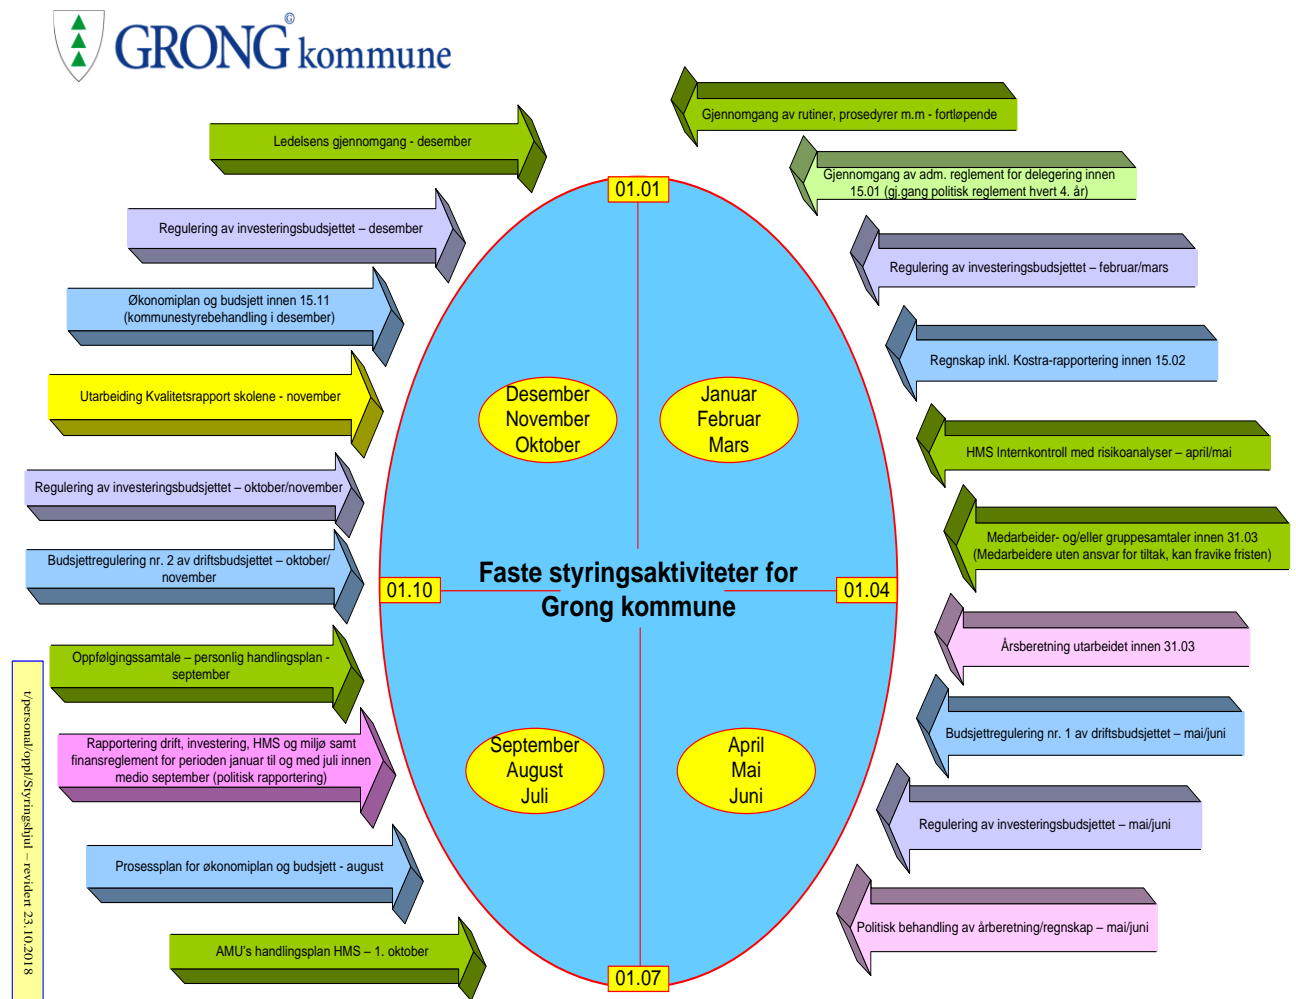 GRONG© kommune
Gjennomgang av rutiner, prosedyrer m.m - fortløpende
Gjennomgang av adm. reglement for delegering innen
15.01 (gj.gang politisk reglement hvert 4. år)
Regulering av investeringsbudsjettet – februar/mars
Regnskap inkl. Kostra-rapportering innen 15.02
HMS Internkontroll med risikoanalyser – april/mai
Medarbeider- og/eller gruppesamtaler innen 31.03
(Medarbeidere uten ansvar for tiltak, kan fravike fristen)
Årsberetning utarbeidet innen 31.03
Budsjettregulering nr. 1 av driftsbudsjettet – mai/juni
Regulering av investeringsbudsjettet – mai/juni
Politisk behandling av årberetning/regnskap – mai/juni
AMU's handlingsplan HMS – 1. oktober
Prosessplan for økonomiplan og budsjett - august
Rapportering drift, investering, HMS og miljø samt
finansreglement for perioden januar til og med juli innen
medio september (politisk rapportering)
Oppfølgingssamtale – personlig handlingsplan -
september
Budsjettregulering nr. 2 av driftsbudsjettet – oktober/
november
Regulering av investeringsbudsjettet – oktober/november
Utarbeiding Kvalitetsrapport skolene - november
Økonomiplan og budsjett innen 15.11
(kommunestyrebehandling i desember)
Regulering av investeringsbudsjettet – desember
Ledelsens gjennomgang - desember
01.01
Desember
November
Oktober
Januar
Februar
Mars
Faste styringsaktiviteter for
Grong kommune
01.10
01.04
September
August
Juli
April
Mai
Juni
01.07
t/personal/oppl/Styringshjul – revidert 23.10.2018